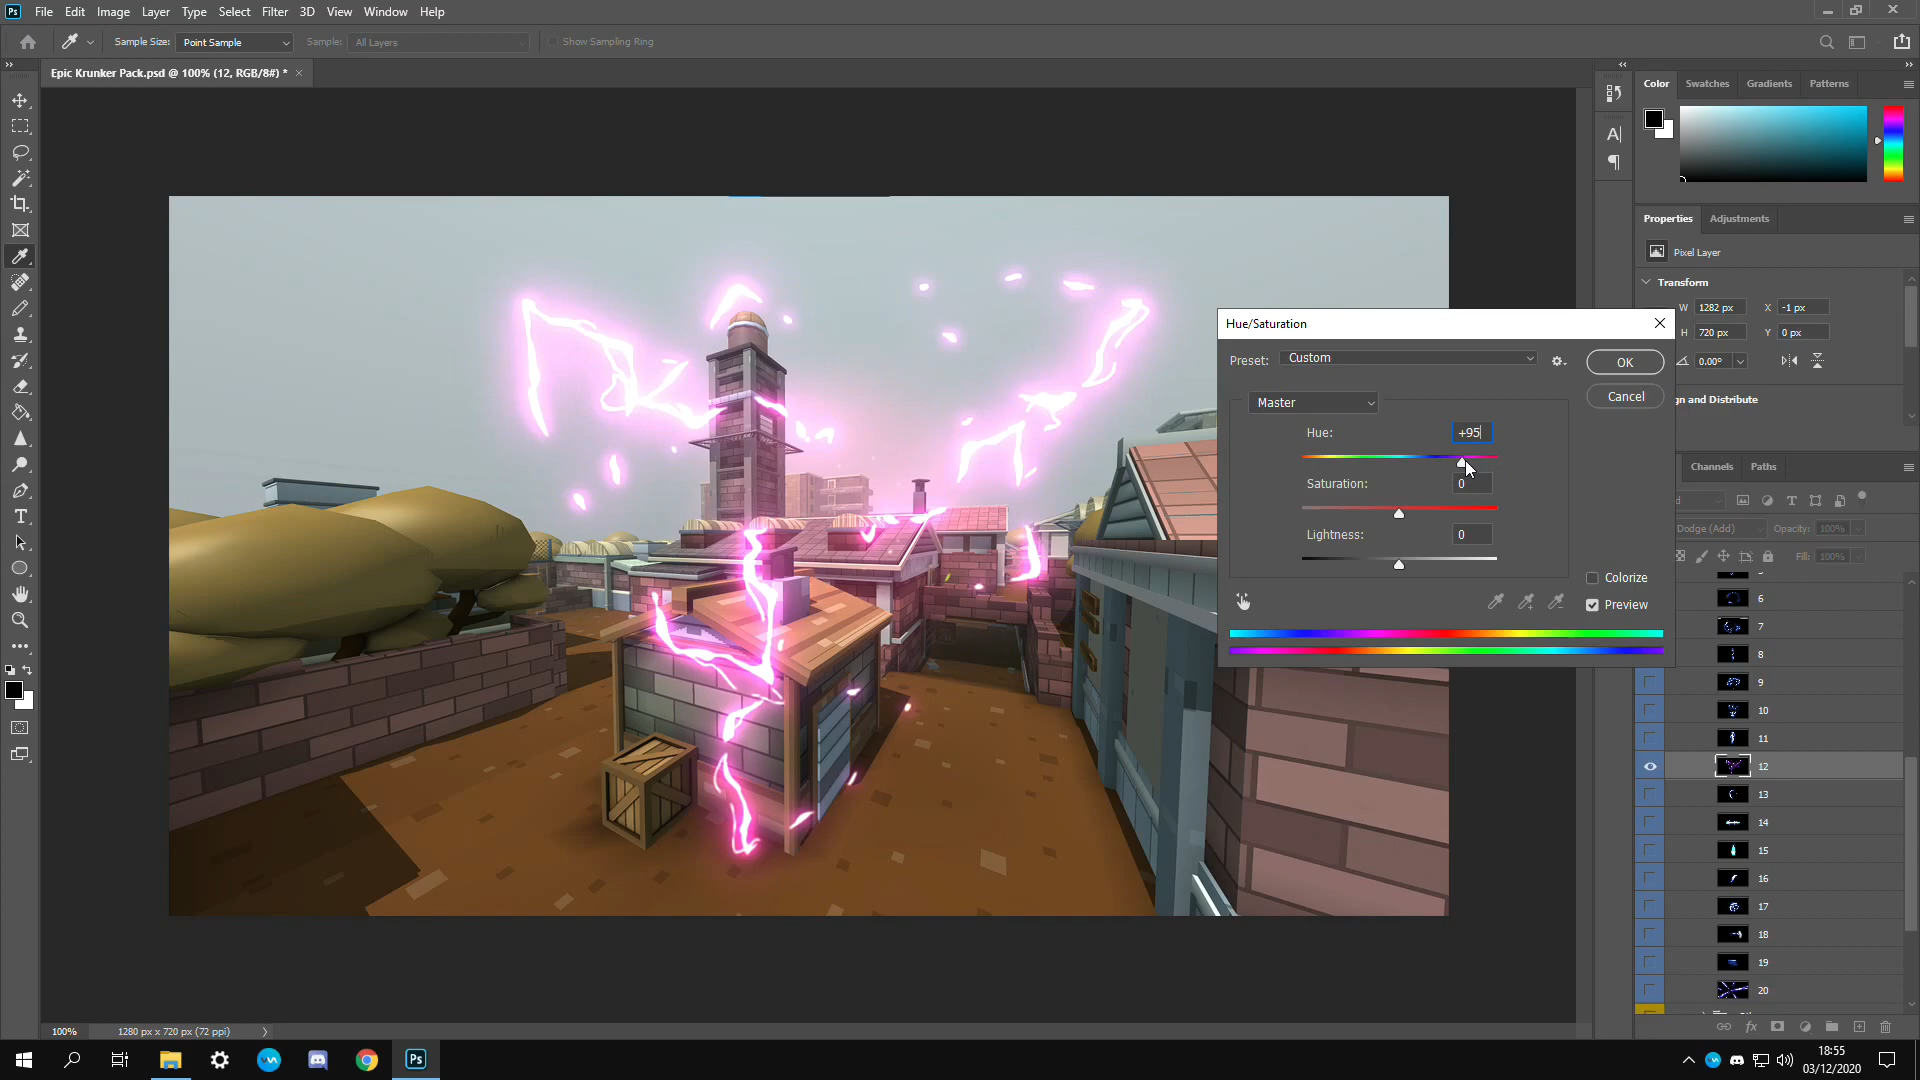 Ps File Edit Image Layer Type Select Filter 3D View Window Help
Sample Size: Point Sample Sample: All Layers Show Sampling Ring
Epic Krunker Pack.psd @ 100% (12, RGB/8#) *
Color Swatches Gradients Patterns
Properties Adjustments
Pixel Layer
Transform
W 1282 px X -1 px
H 720 px Y 0 px
0.00°
Hue/Saturation
Preset: Custom
OK
Cancel
Master
Hue: +95
Saturation: 0
Lightness: 0
Colorize
Preview
gn and Distribute
Channels Paths
Dodge (Add) Opacity: 100%
Fill: 100%
6
7
8
9
10
11
12
13
14
15
16
17
18
19
20
100% 1280 px x 720 px (72 ppi)
Ps
18:55
03/12/2020